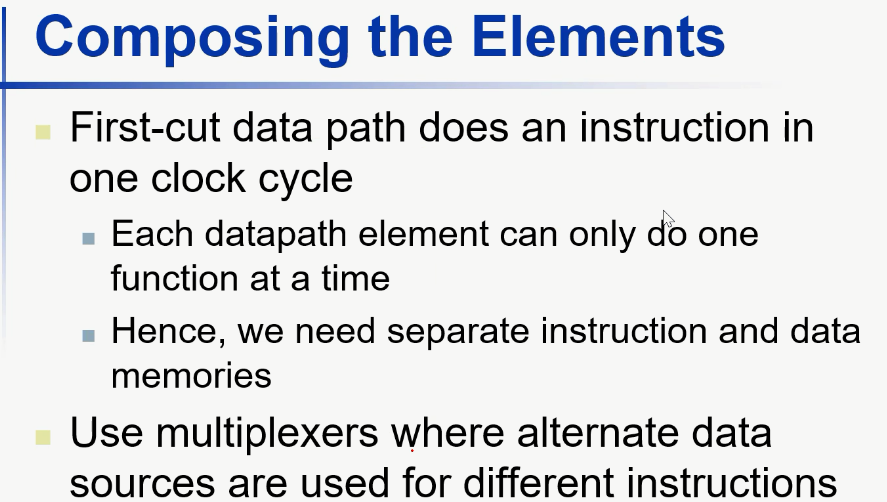 Composing the Elements
First-cut data path does an instruction in
one clock cycle
Each datapath element can only do one
function at a time
Hence, we need separate instruction and data
memories
Use multiplexers where alternate data
sources are used for different instructions